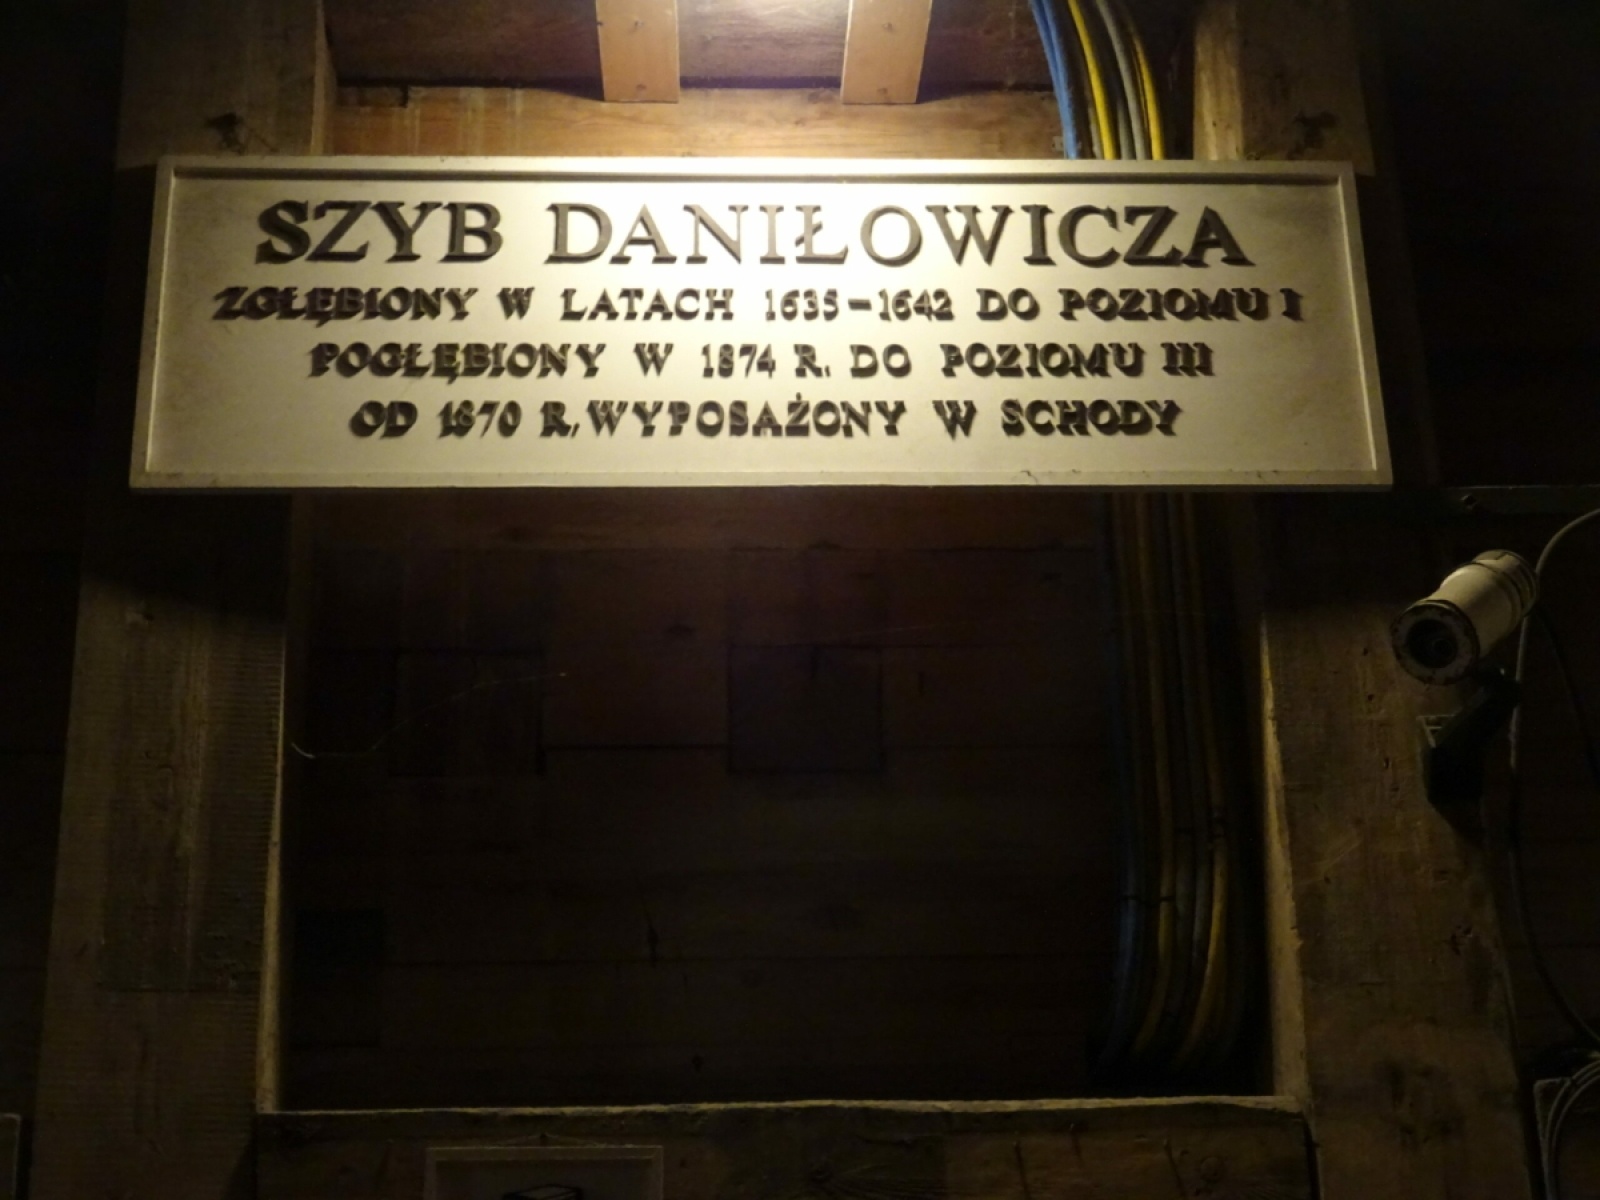 SZYB DANIŁOWICZA
ZGŁĘBIONY W LATACH 1635-1642 DO POZIOMU I
POGŁĘBIONY W 1874 R. DO POZIOMU III
OD 1870 R. WYPOSAŻONY W SCHODY